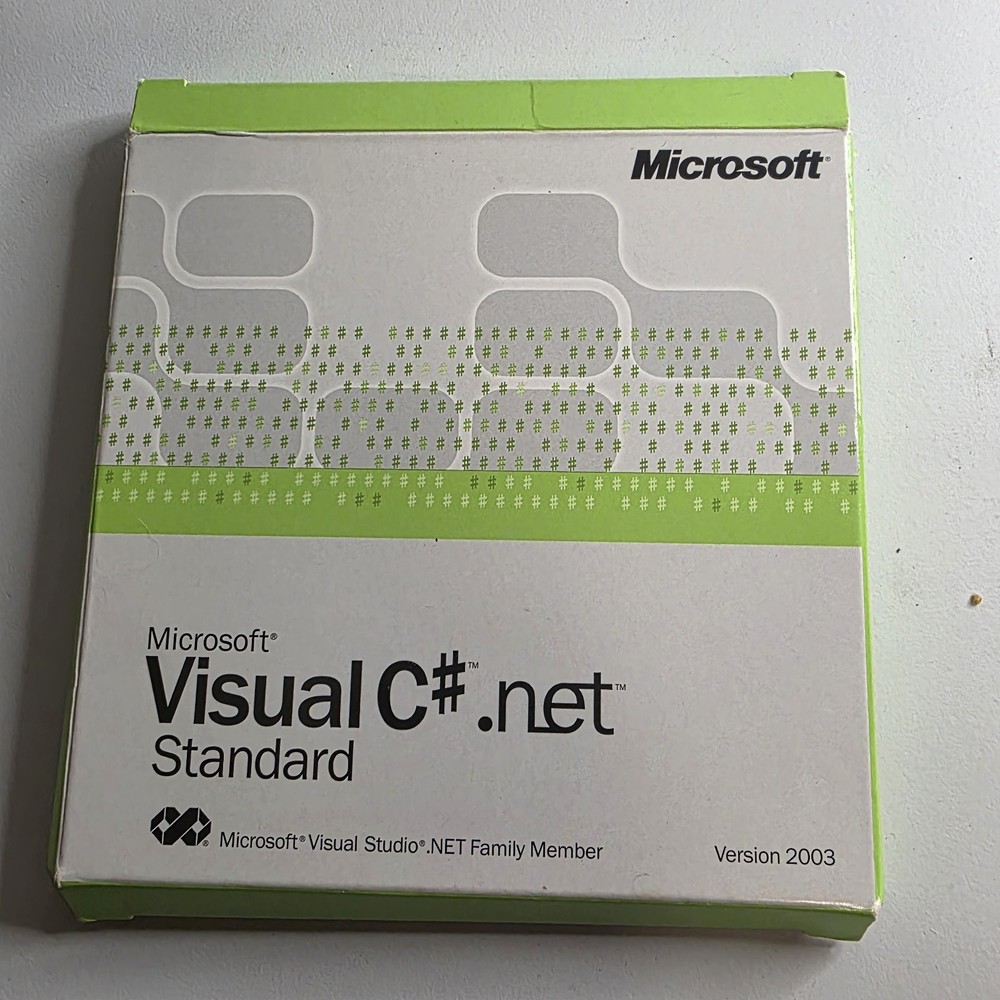 Microsoft®
Microsoft®
Visual C#™ .net™
Standard
® Microsoft® Visual Studio®.NET Family Member
Version 2003